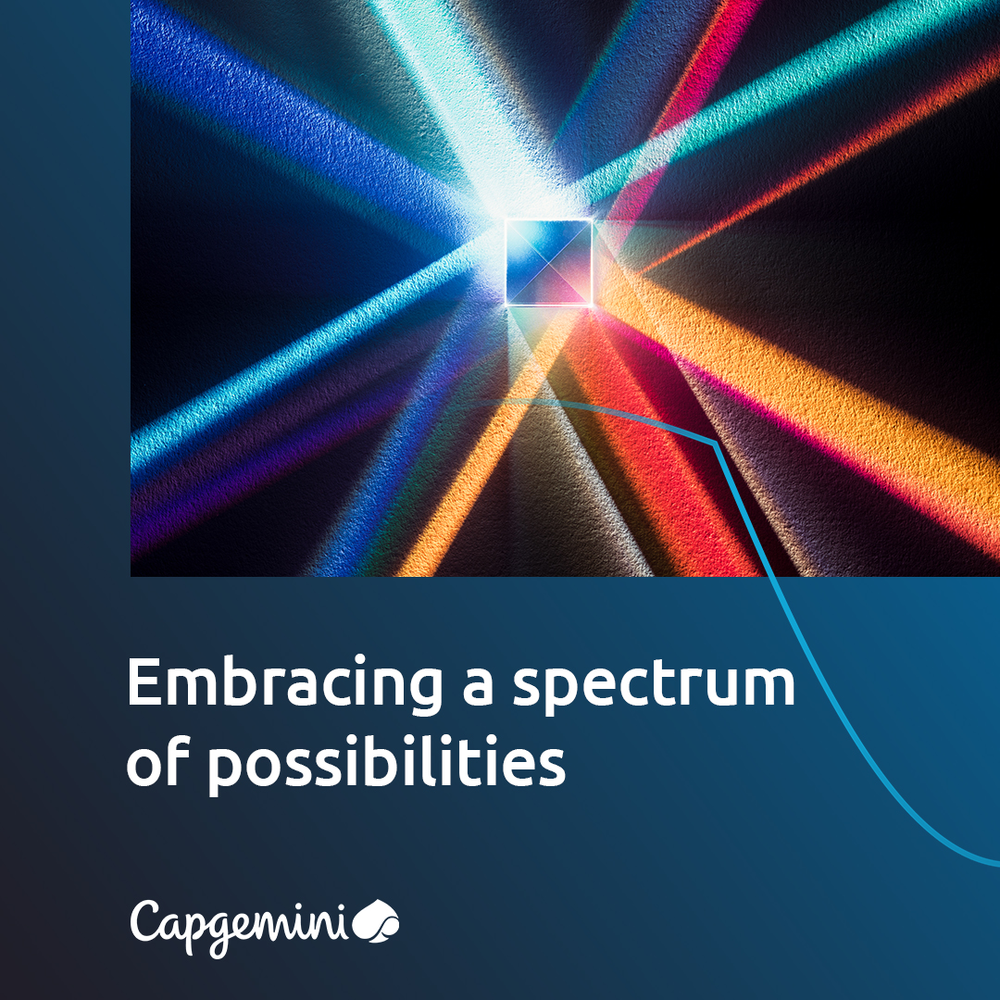 Embracing a spectrum
of possibilities
Capgemini